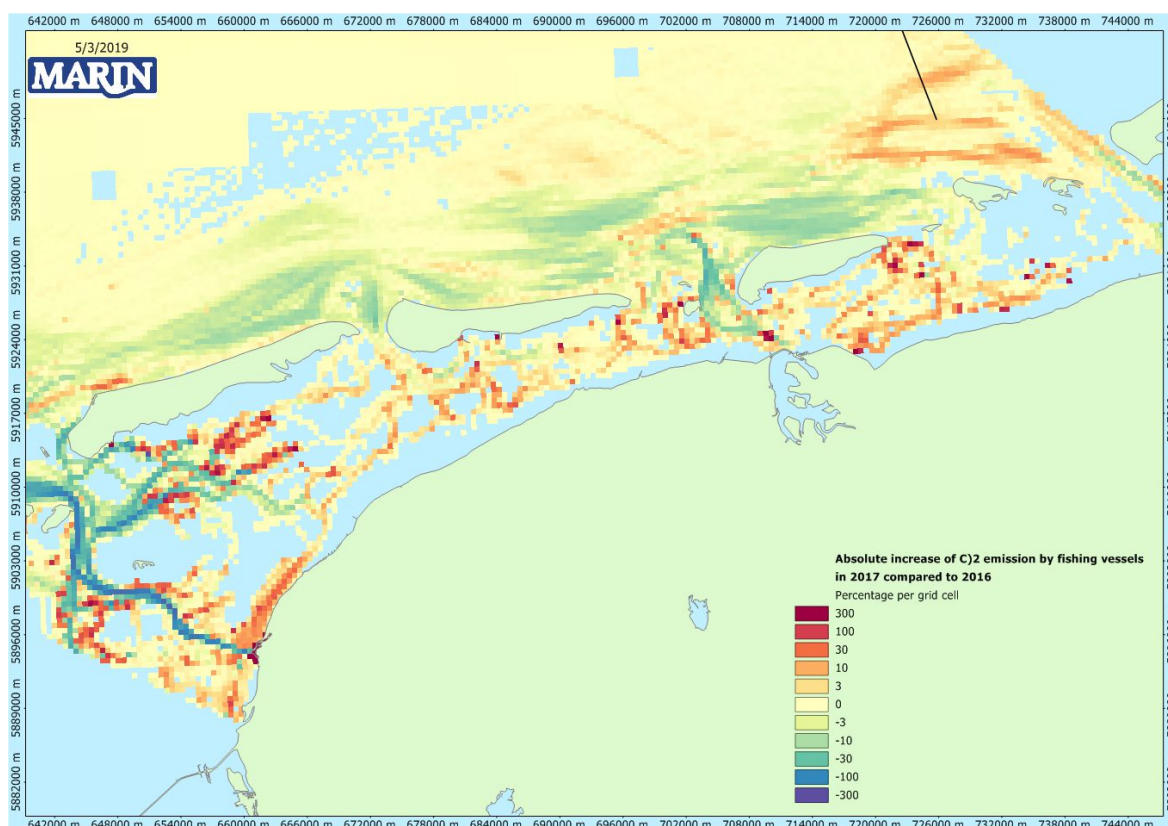 642000 m 648000 m 654000 m 660000 m 666000 m 672000 m 678000 m 684000 m 690000 m 696000 m 702000 m 708000 m 714000 m 720000 m 726000 m 732000 m 738000 m 744000 m
5/3/2019
MARIN
5945000 m
5938000 m
5931000 m
5924000 m
5917000 m
5910000 m
5903000 m
5896000 m
5889000 m
5882000 m
Absolute increase of C)2 emission by fishing vessels
in 2017 compared to 2016
Percentage per grid cell
300
100
30
10
3
0
-3
-10
-30
-100
-300
642000 m 648000 m 654000 m 660000 m 666000 m 672000 m 678000 m 684000 m 690000 m 696000 m 702000 m 708000 m 714000 m 720000 m 726000 m 732000 m 738000 m 744000 m